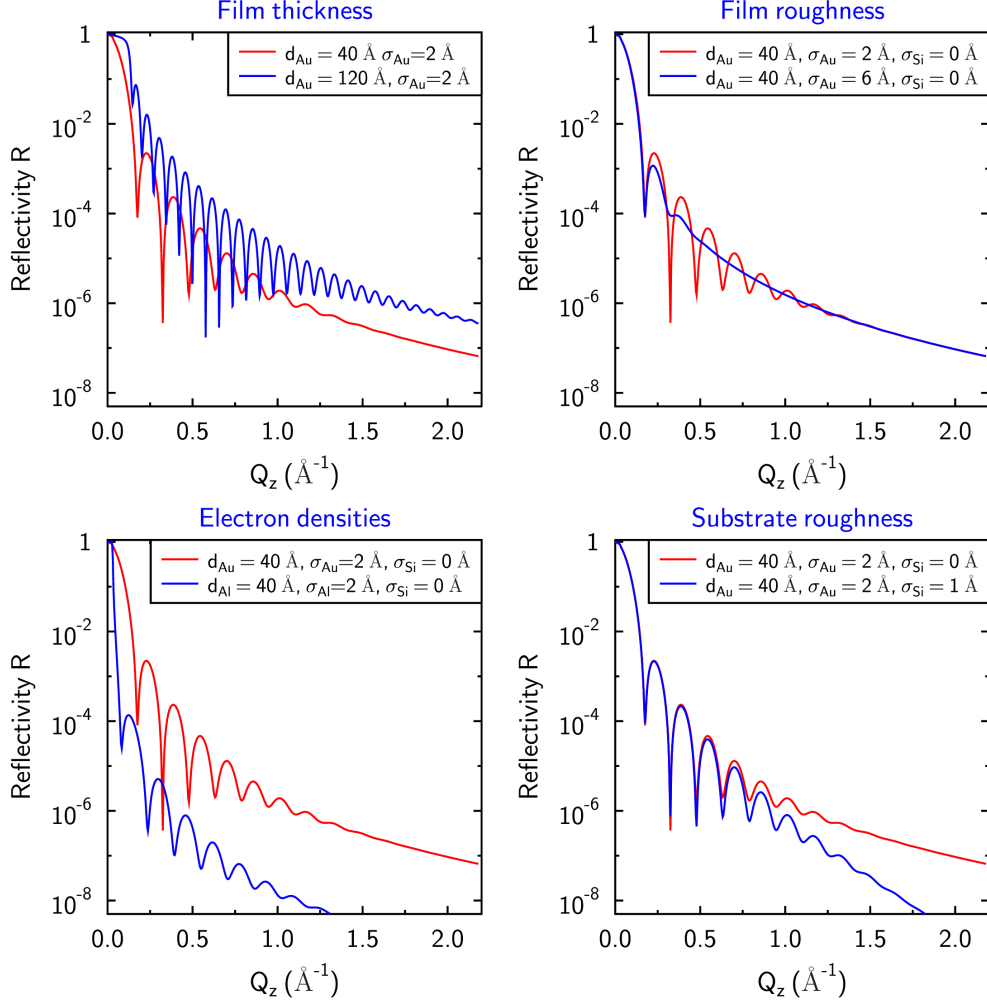 Film thickness
d_Au = 40 Å σ_Au=2 Å
d_Au = 120 Å, σ_Au=2 Å
Reflectivity R
1
10^-2
10^-4
10^-6
10^-8
0.0 0.5 1.0 1.5 2.0
Q_z (Å^-1)
Film roughness
d_Au = 40 Å, σ_Au = 2 Å, σ_Si = 0 Å
d_Au = 40 Å, σ_Au = 6 Å, σ_Si = 0 Å
Reflectivity R
1
10^-2
10^-4
10^-6
10^-8
0.0 0.5 1.0 1.5 2.0
Q_z (Å^-1)
Electron densities
d_Au = 40 Å, σ_Au=2 Å, σ_Si = 0 Å
d_Al = 40 Å, σ_Al=2 Å, σ_Si = 0 Å
Reflectivity R
1
10^-2
10^-4
10^-6
10^-8
0.0 0.5 1.0 1.5 2.0
Q_z (Å^-1)
Substrate roughness
d_Au = 40 Å, σ_Au = 2 Å, σ_Si = 0 Å
d_Au = 40 Å, σ_Au = 2 Å, σ_Si = 1 Å
Reflectivity R
1
10^-2
10^-4
10^-6
10^-8
0.0 0.5 1.0 1.5 2.0
Q_z (Å^-1)